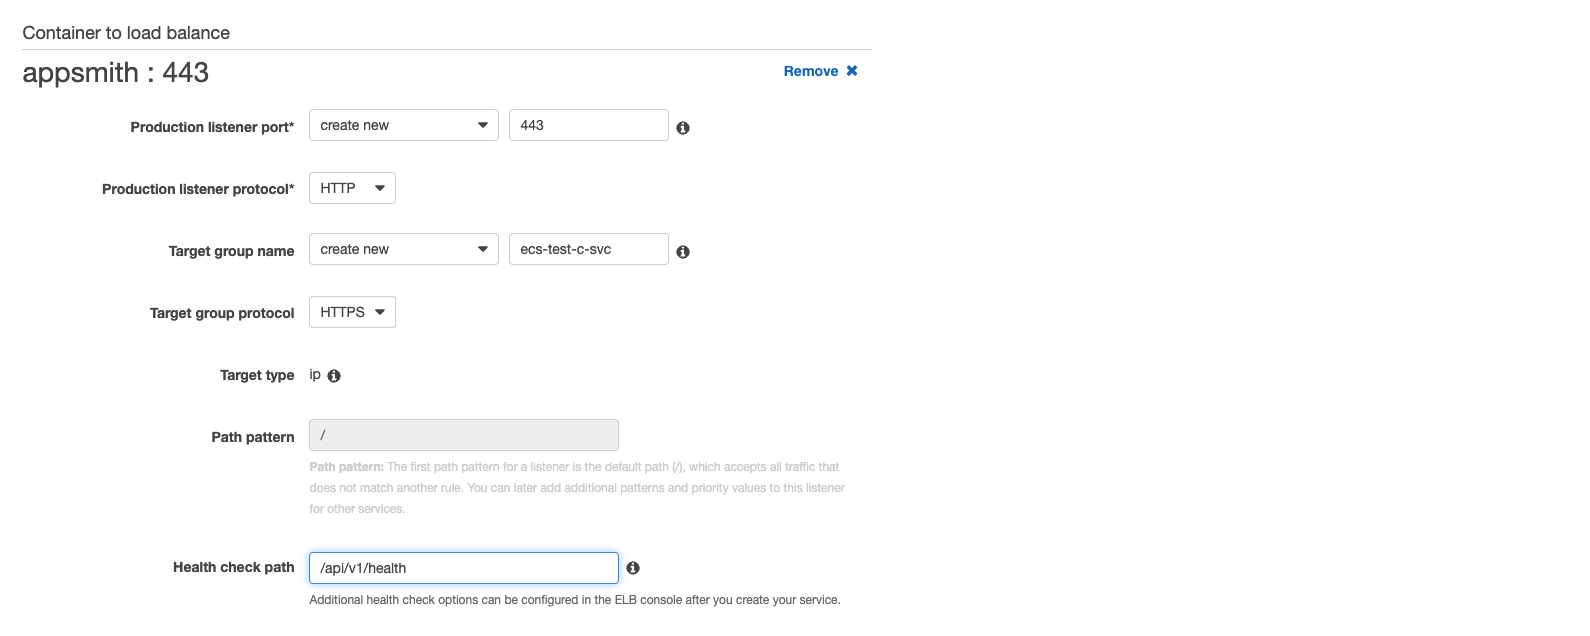 Container to load balance
appsmith : 443
Remove ✖
Production listener port* create new 443
Production listener protocol* HTTP
Target group name create new ecs-test-c-svc
Target group protocol HTTPS
Target type ip
Path pattern /
Path pattern: The first path pattern for a listener is the default path (/), which accepts all traffic that
does not match another rule. You can later add additional patterns and priority values to this listener
for other services.
Health check path /api/v1/health
Additional health check options can be configured in the ELB console after you create your service.